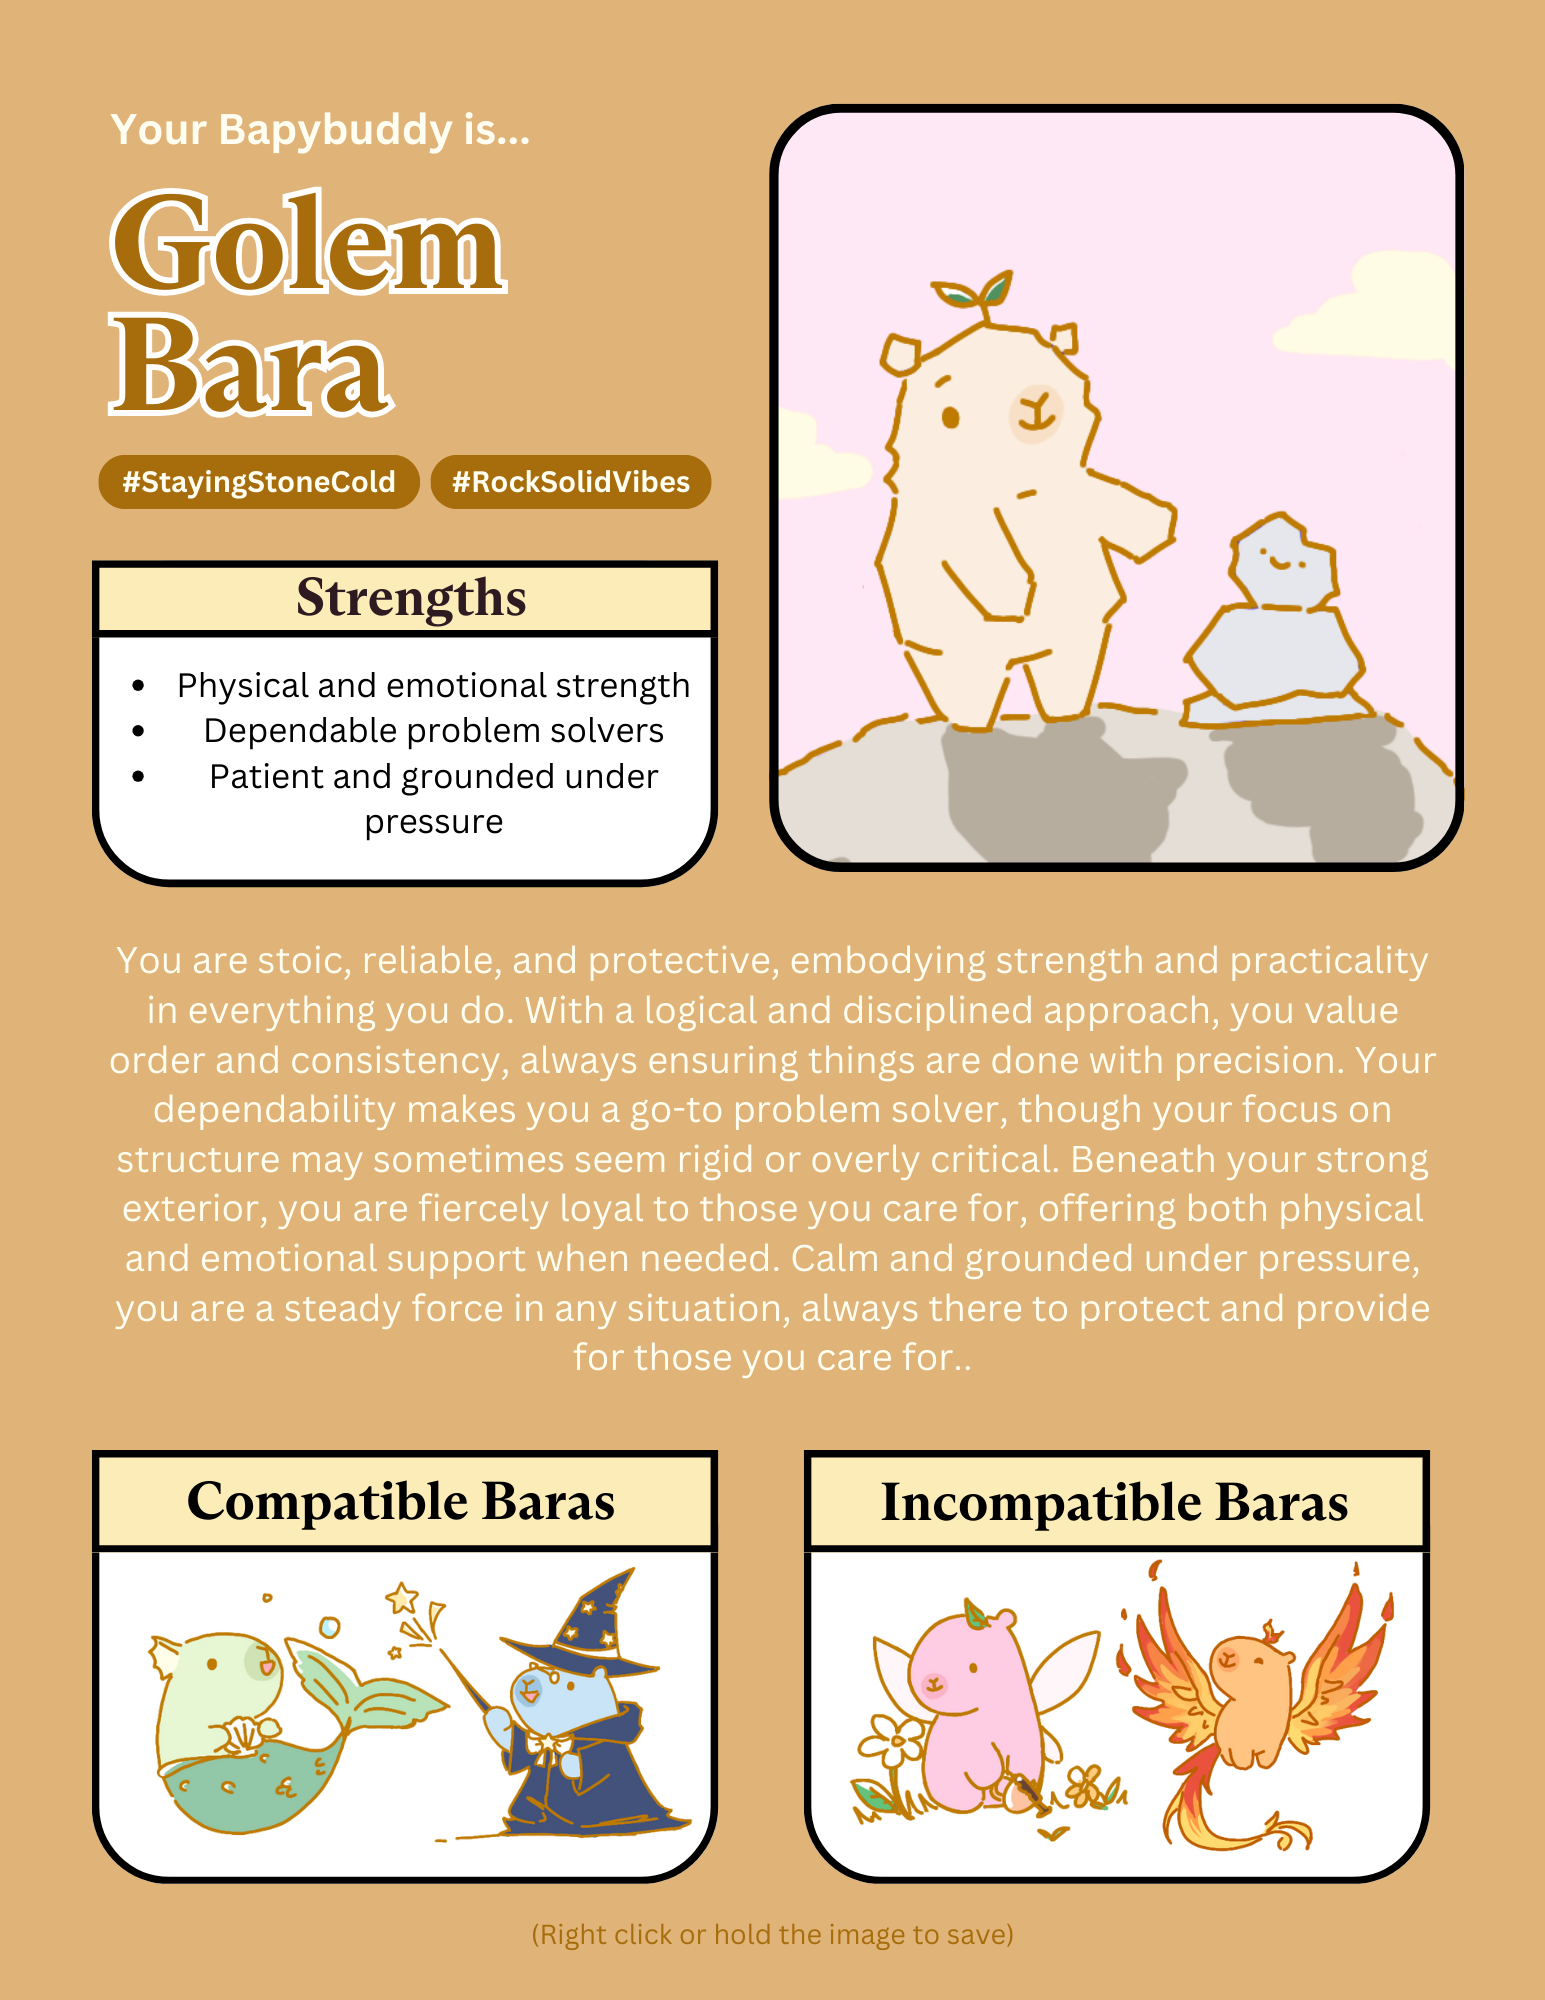 Your Bapybuddy is...
Golem
Bara
#StayingStoneCold #RockSolidVibes
Strengths
• Physical and emotional strength
• Dependable problem solvers
• Patient and grounded under
pressure
You are stoic, reliable, and protective, embodying strength and practicality
in everything you do. With a logical and disciplined approach, you value
order and consistency, always ensuring things are done with precision. Your
dependability makes you a go-to problem solver, though your focus on
structure may sometimes seem rigid or overly critical. Beneath your strong
exterior, you are fiercely loyal to those you care for, offering both physical
and emotional support when needed. Calm and grounded under pressure,
you are a steady force in any situation, always there to protect and provide
for those you care for..
Compatible Baras
Incompatible Baras
(Right click or hold the image to save)